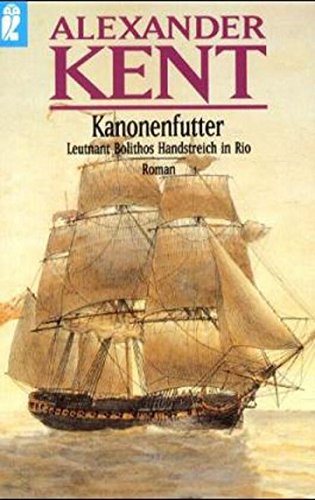 ALEXANDER
KENT
Kanonenfutter
Leutnant Bolithos Handstreich in Rio
Roman